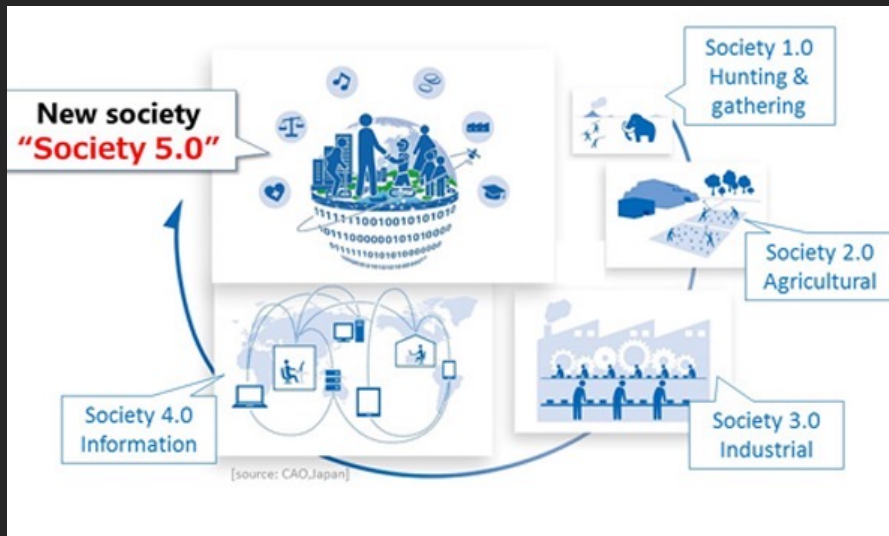 New society
“Society 5.0”
Society 1.0
Hunting &
gathering
Society 2.0
Agricultural
Society 3.0
Industrial
Society 4.0
Information
[source: CAO,Japan]